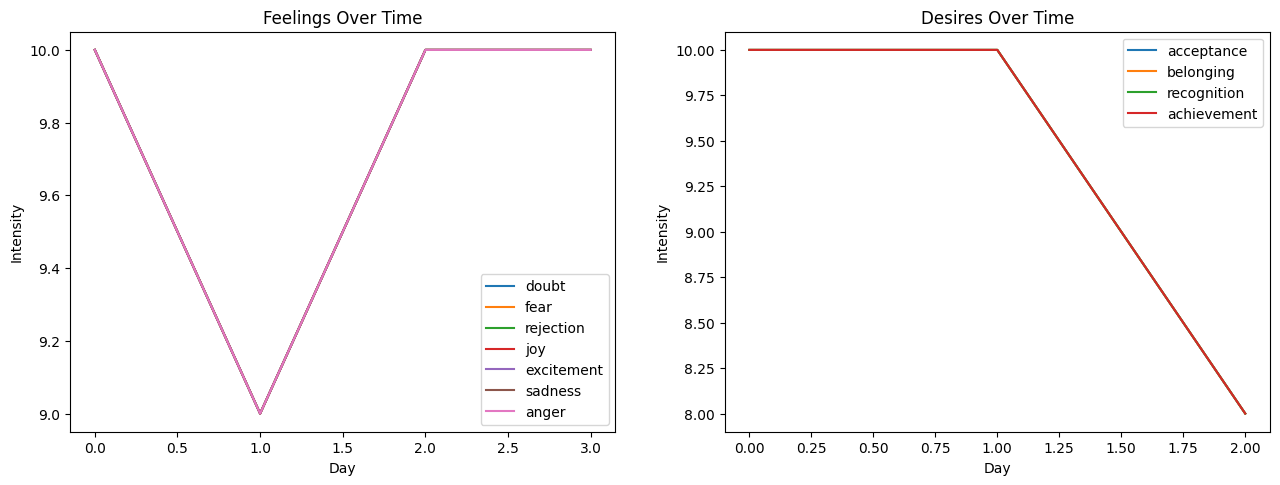 Feelings Over Time
10.0
9.8
9.6
9.4
9.2
9.0
Intensity
0.0 0.5 1.0 1.5 2.0 2.5 3.0
Day
doubt
fear
rejection
joy
excitement
sadness
anger
Desires Over Time
10.00
9.75
9.50
9.25
9.00
8.75
8.50
8.25
8.00
Intensity
0.00 0.25 0.50 0.75 1.00 1.25 1.50 1.75 2.00
Day
acceptance
belonging
recognition
achievement